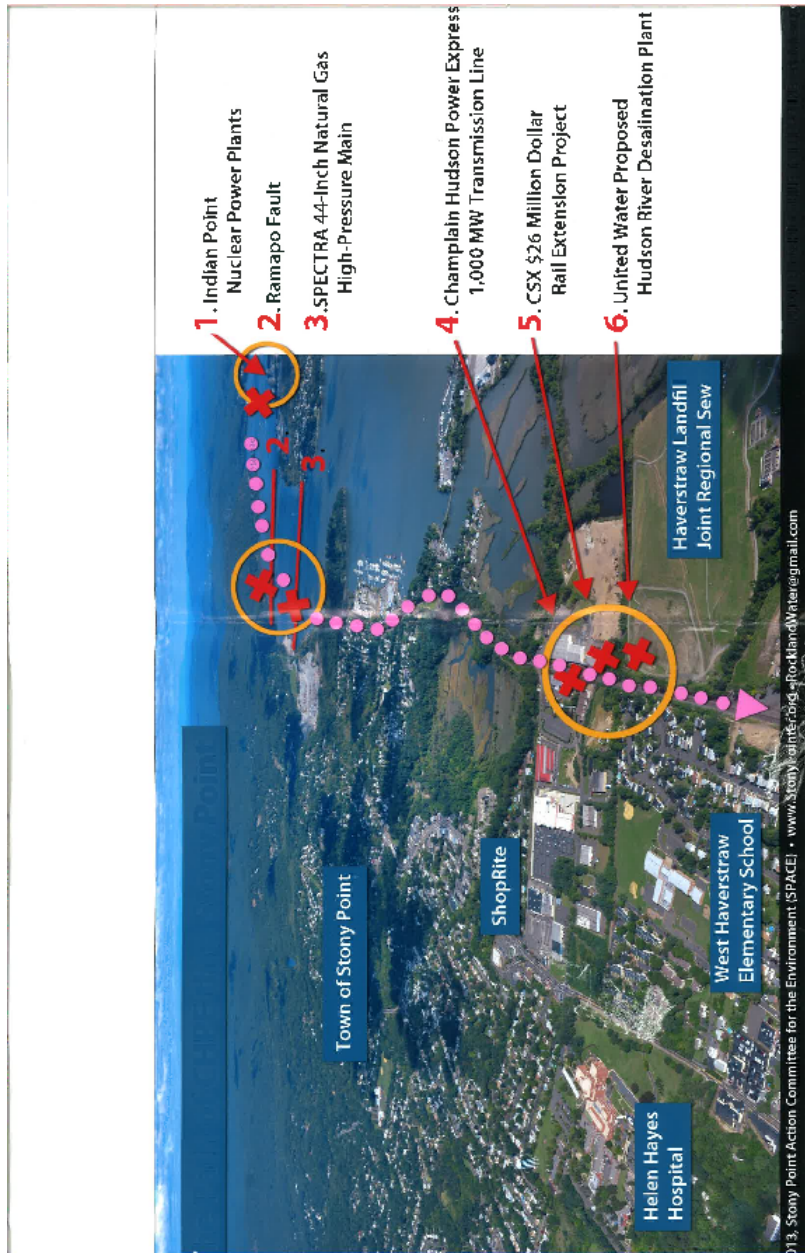 1. Indian Point
Nuclear Power Plants
2. Ramapo Fault
3. SPECTRA 44-Inch Natural Gas
High-Pressure Main
4. Champlain Hudson Power Express
1,000 MW Transmission Line
5. CSX $26 Million Dollar
Rail Extension Project
6. United Water Proposed
Hudson River Desalination Plant
2
3
Town of Stony Point
ShopRite
Haverstraw Landfil
Joint Regional Sew
West Haverstraw
Elementary School
Helen Hayes
Hospital
13, Stony Point Action Committee for the Environment (SPACE) • www.StonyPointer.org • RocklandWater@gmail.com